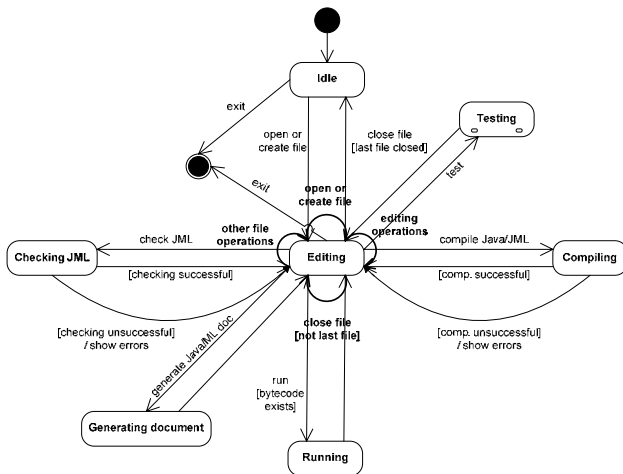 Idle
exit
open or
create file
close file
[last file closed]
Testing
exit
test
open or
create file
other file
operations
editing
operations
check JML
compile Java/JML
Checking JML
Editing
Compiling
[checking successful]
[comp. successful]
[checking unsuccessful]
/ show errors
close file
[not last file]
[comp. unsuccessful]
/ show errors
generate Java/ML doc
run
[bytecode
exists]
Generating document
Running